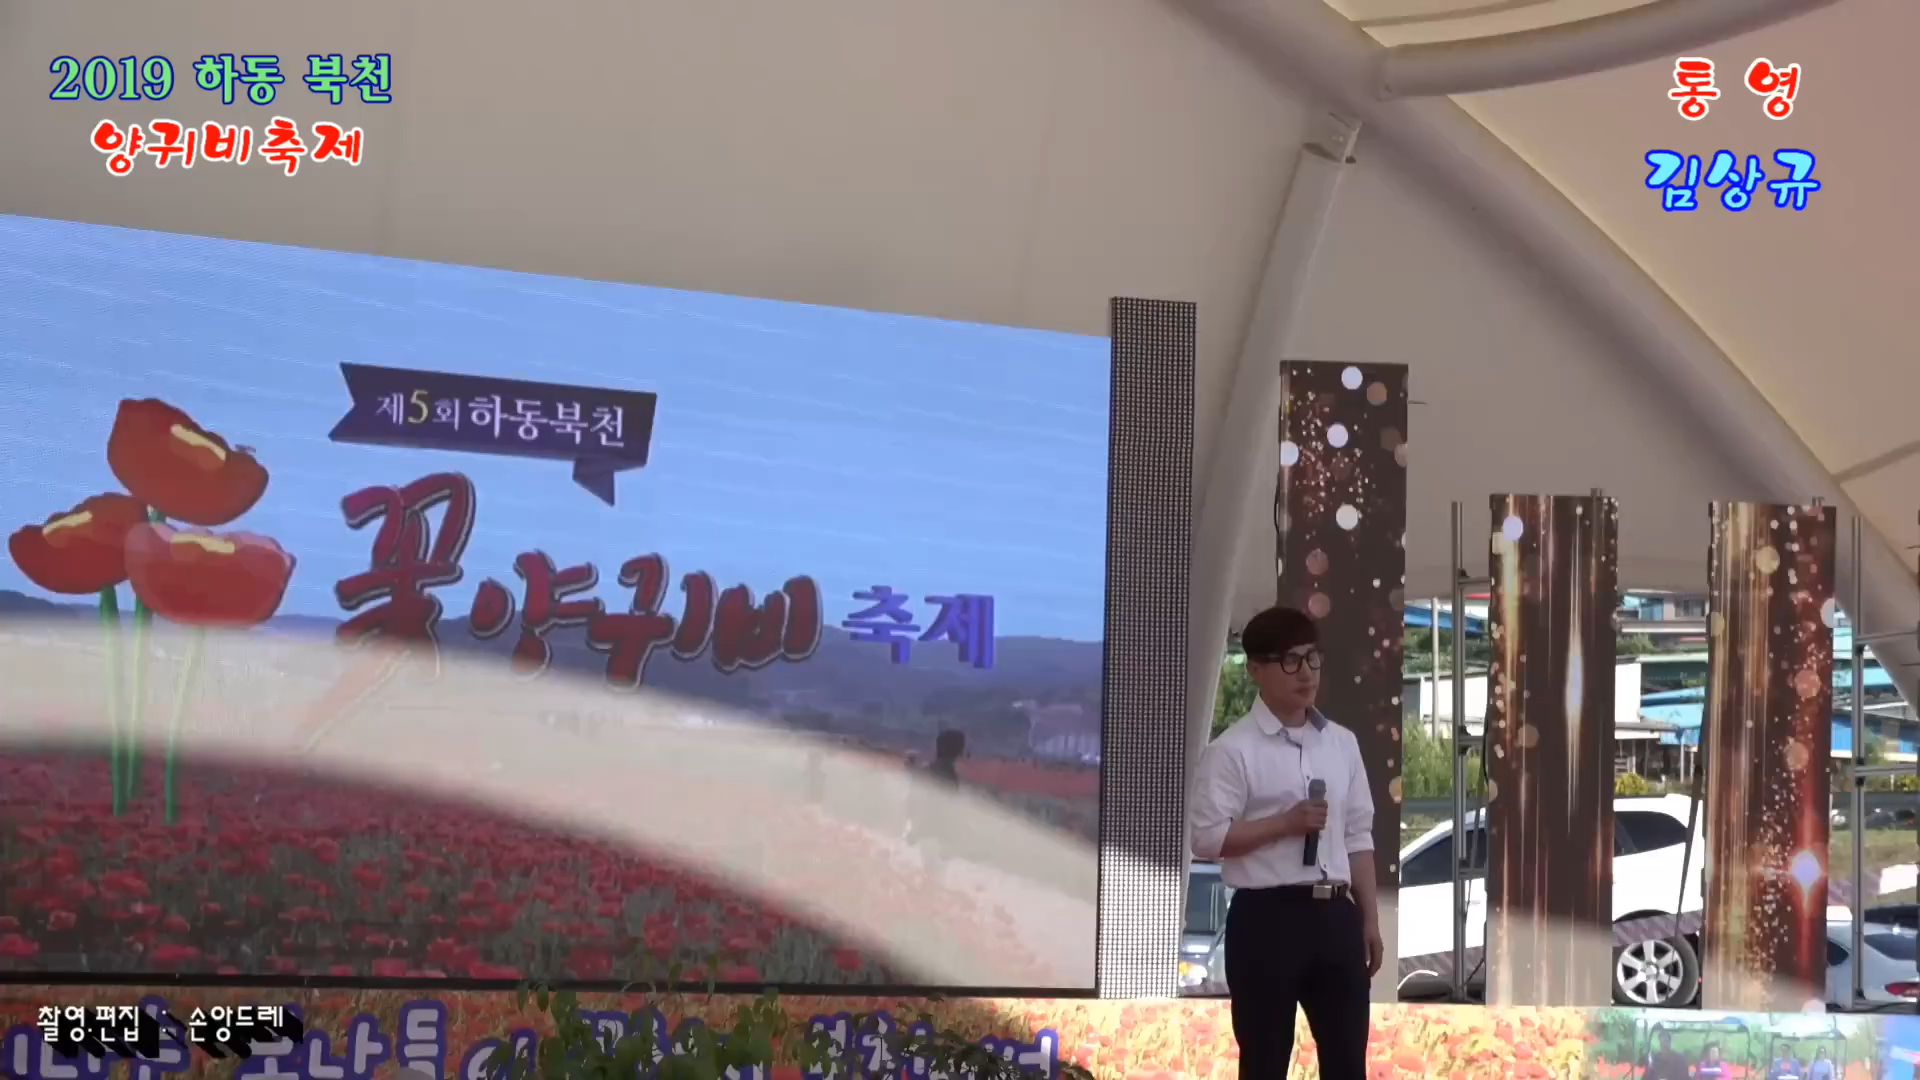 2019 하동 북천
양귀비축제
통 영
김상규
제5회 하동북천
꽃양귀비 축제
촬영.편집 : 손앙드레